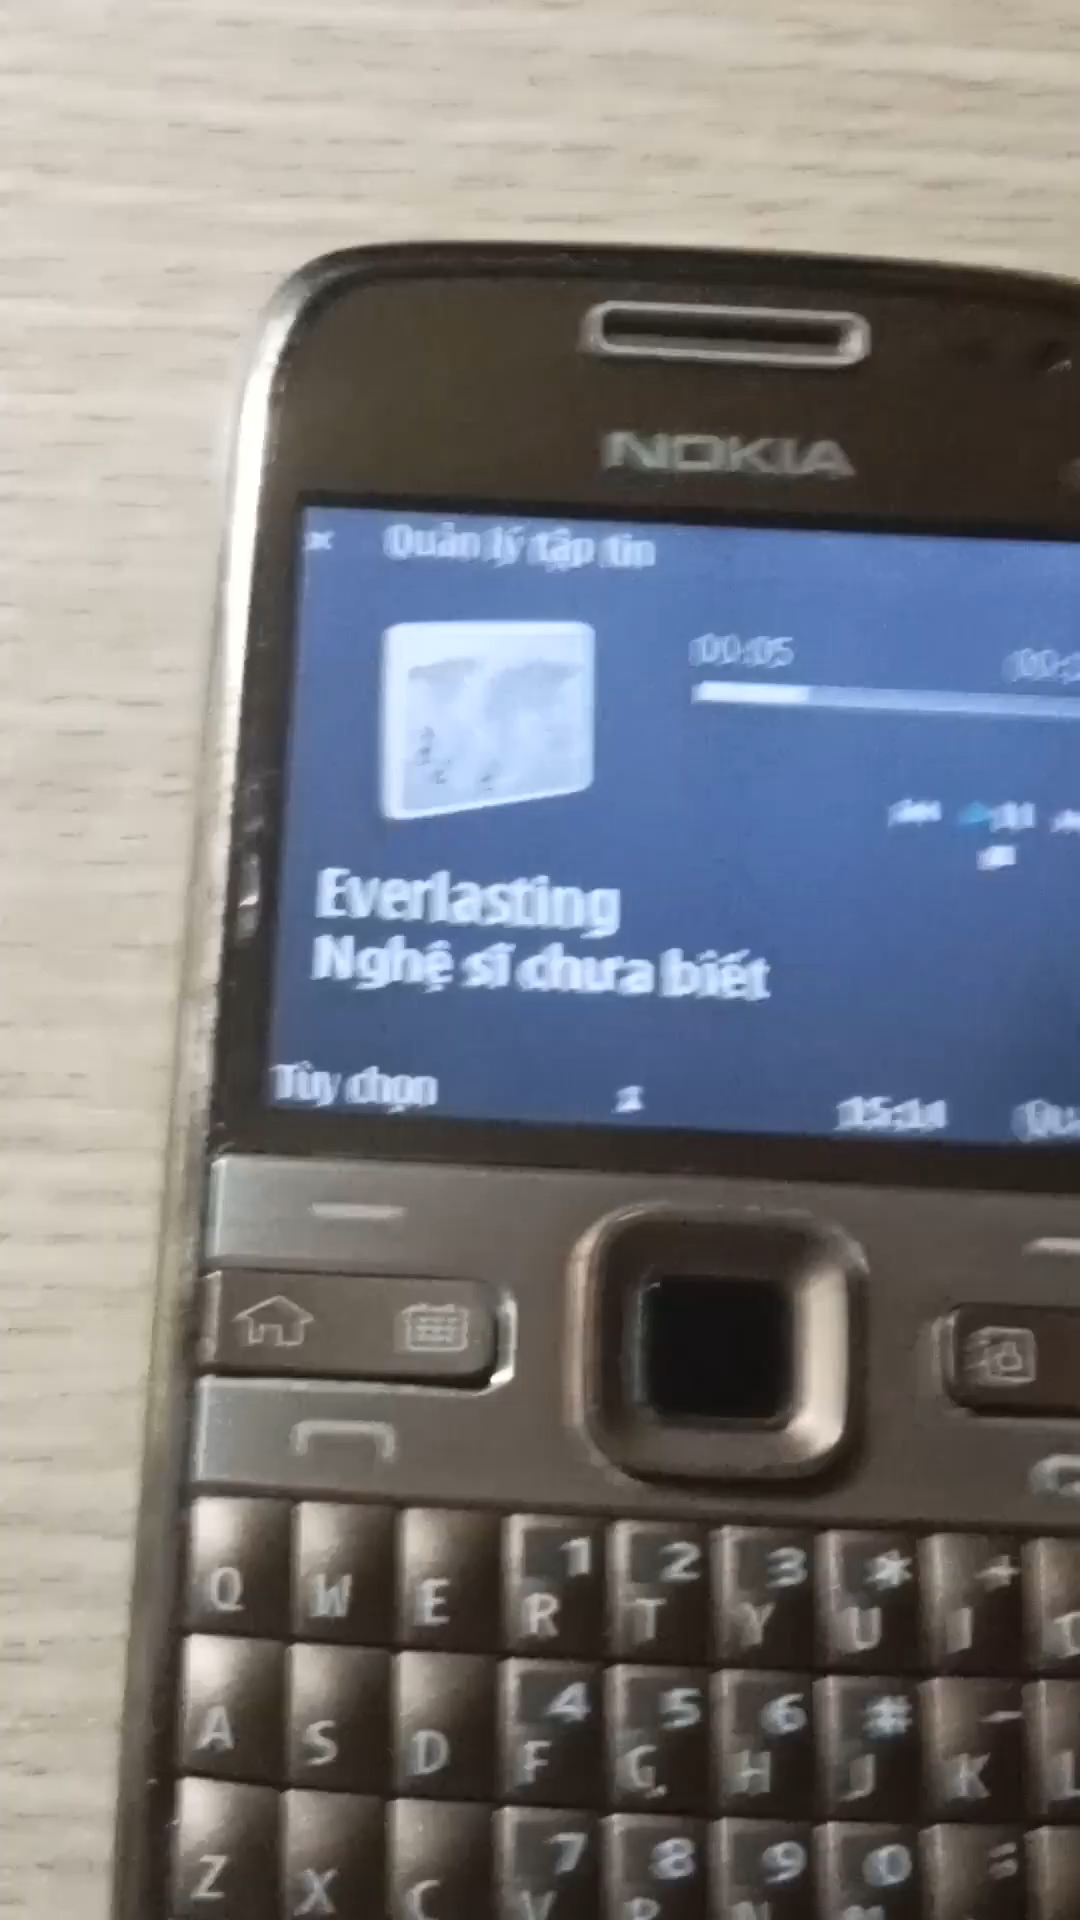 NOKIA
Quản lý tập tin
00:05
Everlasting
Nghệ sĩ chưa biết
Tùy chọn 15:14
Q W E R 1 T 2 Y 3 U * I +
A S D F 4 G 5 H 6 J # K - L
Z X C V 7 B 8 N 9 M 0